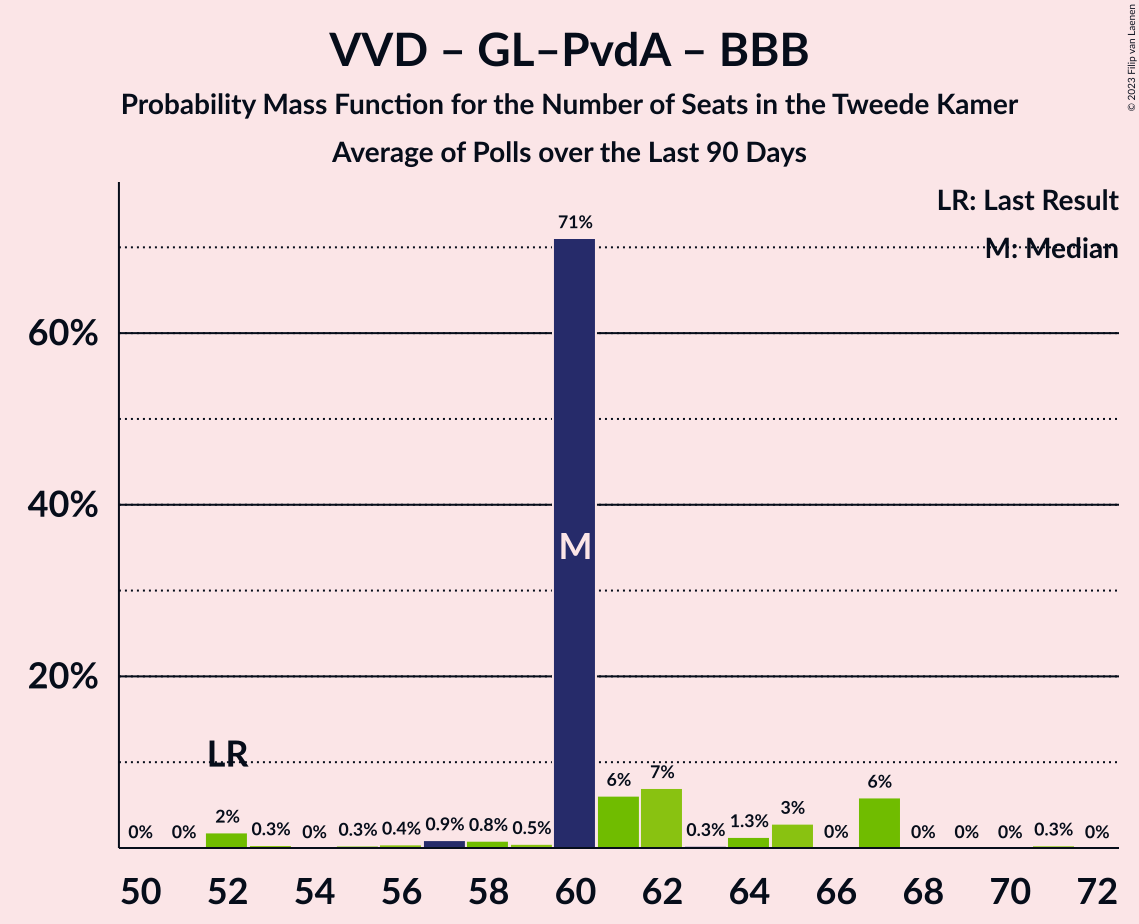 VVD – GL–PvdA – BBB
Probability Mass Function for the Number of Seats in the Tweede Kamer
Average of Polls over the Last 90 Days
© 2023 Filip van Laenen
LR: Last Result
M: Median
71%
60%
40%
M
20%
LR
0% 0% 2% 0.3% 0% 0.3% 0.4% 0.9% 0.8% 0.5% 6% 7% 0.3% 1.3% 3% 0% 6% 0% 0% 0% 0.3% 0%
50 52 54 56 58 60 62 64 66 68 70 72